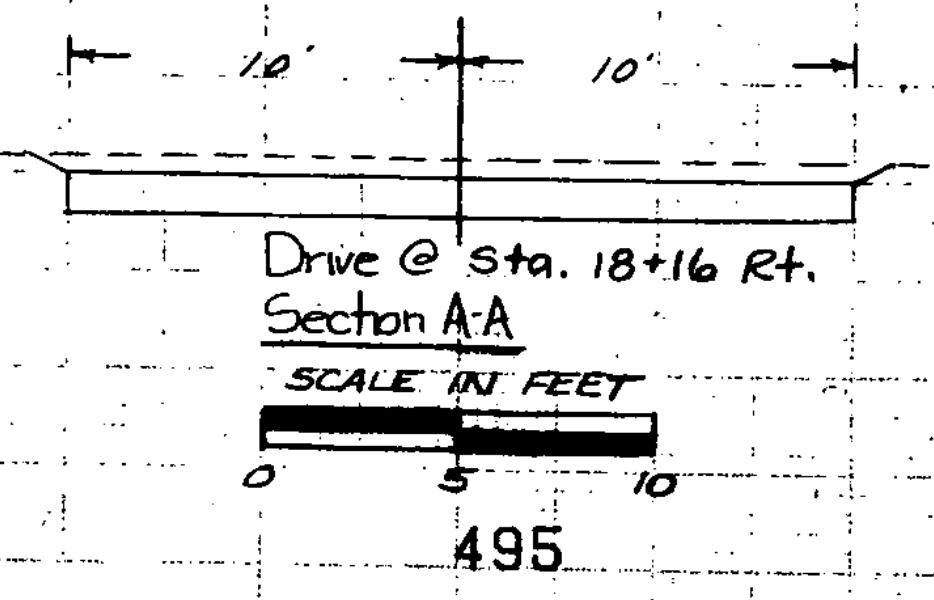 10' 10'
Drive @ Sta. 18+16 Rt.
Section A-A
SCALE IN FEET
0 5 10
495